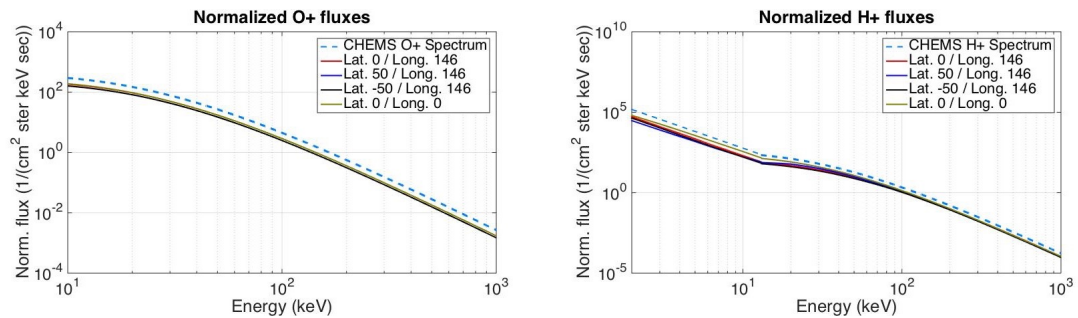 Normalized O+ fluxes
10^4
10^2
10^0
10^-2
10^-4
Norm. flux (1/(cm^2 ster keV sec))
CHEMS O+ Spectrum
Lat. 0 / Long. 146
Lat. 50 / Long. 146
Lat. -50 / Long. 146
Lat. 0 / Long. 0
10^1
10^2
10^3
Energy (keV)
Normalized H+ fluxes
10^10
10^5
10^0
10^-5
Norm. flux (1/(cm^2 ster keV sec))
CHEMS H+ Spectrum
Lat. 0 / Long. 146
Lat. 50 / Long. 146
Lat. -50 / Long. 146
Lat. 0 / Long. 0
10^1
10^2
10^3
Energy (keV)